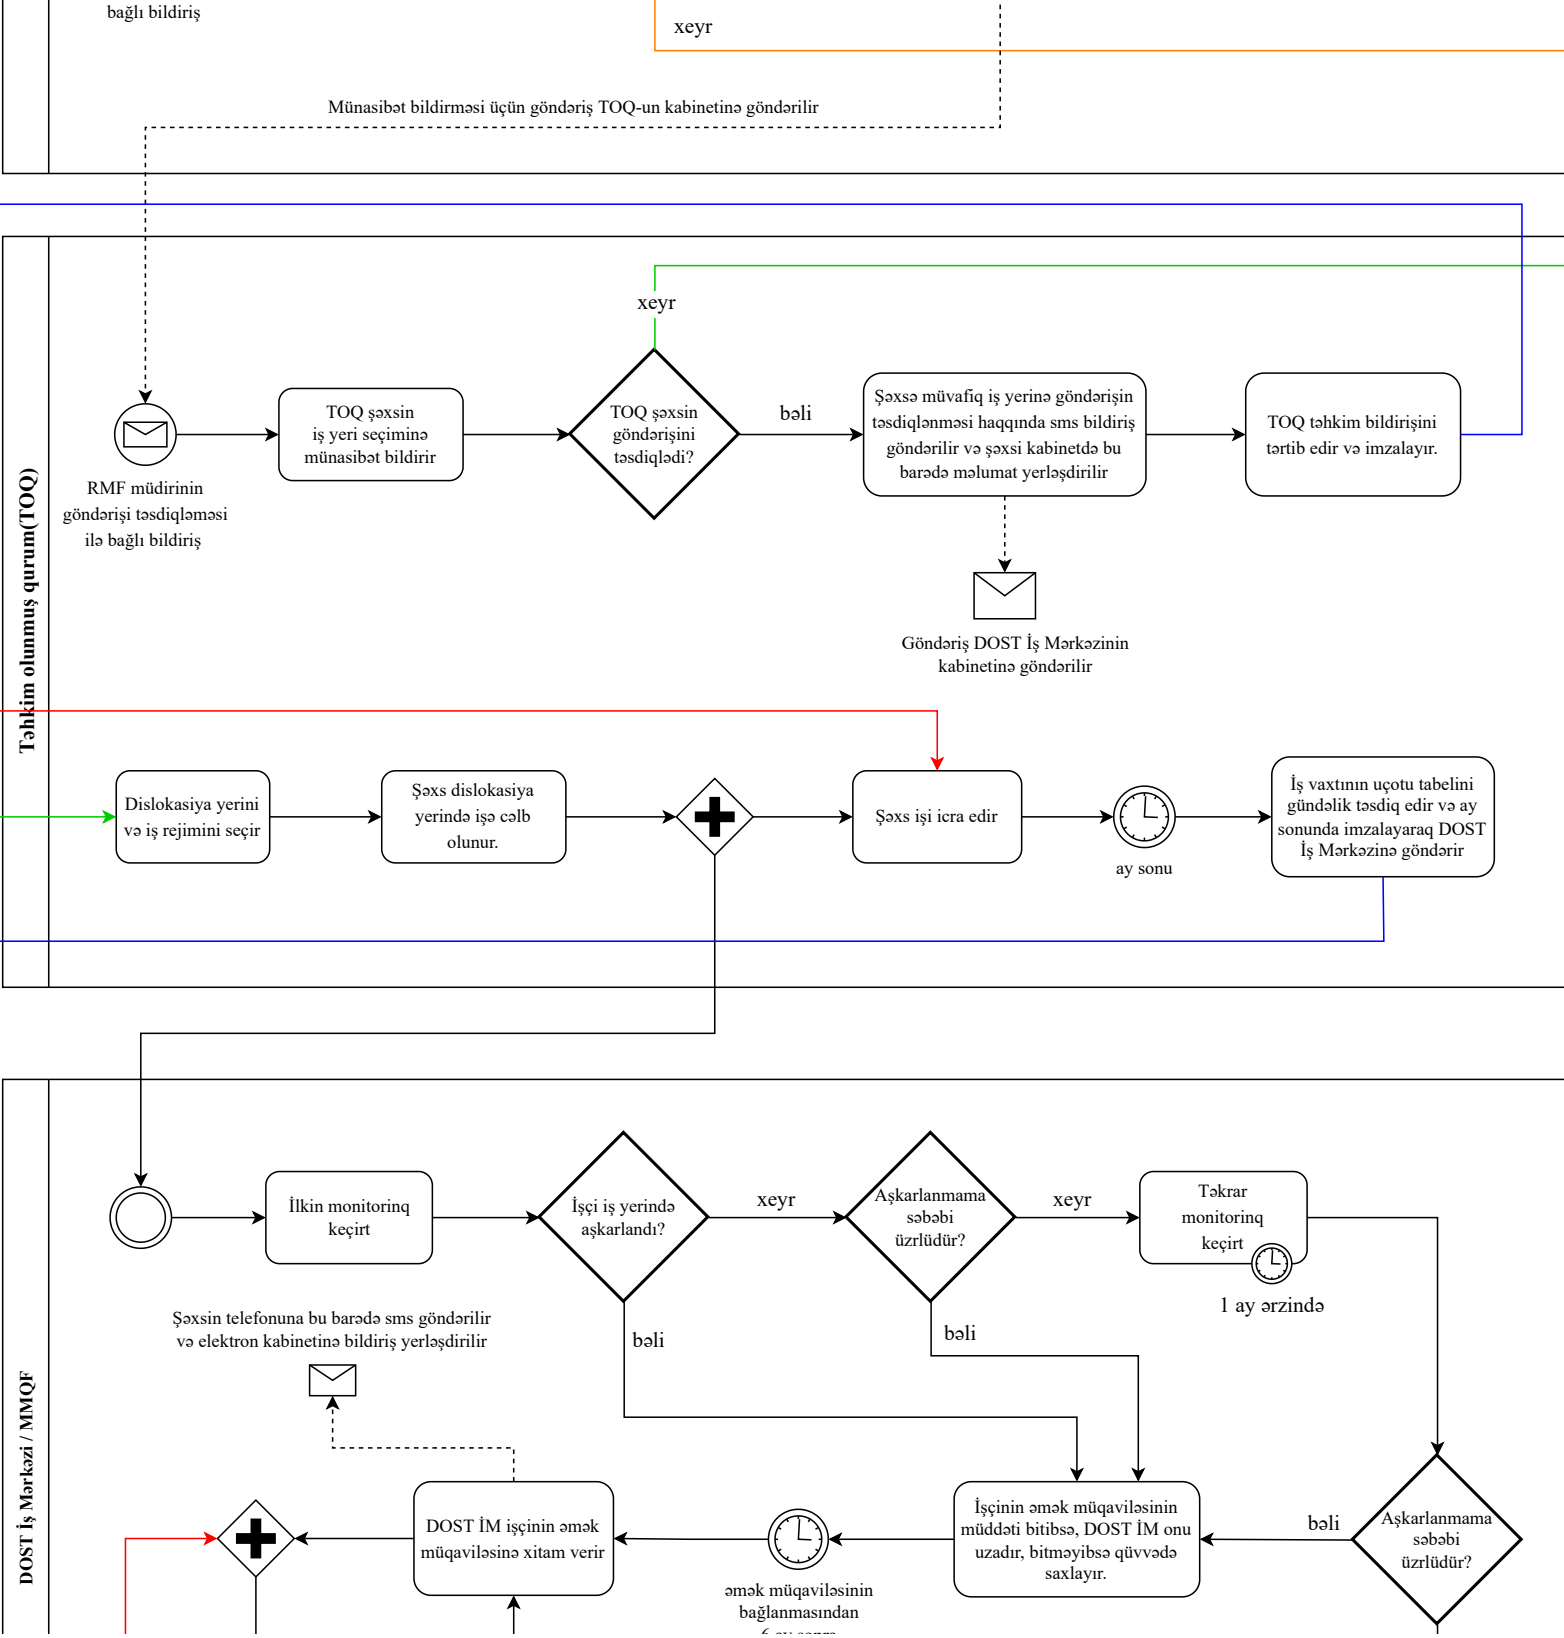 bağlı bildiriş
xeyr
Münasibət bildirməsi üçün göndəriş TOQ-un kabinetinə göndərilir
Təhkim olunmuş qurum(TOQ)
xeyr
RMF müdirinin
göndərişi təsdiqləməsi
ilə bağlı bildiriş
TOQ şəxsin
iş yeri seçiminə
münasibət bildirir
TOQ şəxsin
göndərişini
təsdiqlədi?
bəli
Şəxsə müvafiq iş yerinə göndərişin
təsdiqlənməsi haqqında sms bildiriş
göndərilir və şəxsi kabinetdə bu
barədə məlumat yerləşdirilir
TOQ təhkim bildirişini
tərtib edir və imzalayır.
Göndəriş DOST İş Mərkəzinin
kabinetinə göndərilir
Dislokasiya yerini
və iş rejimini seçir
Şəxs dislokasiya
yerində işə cəlb
olunur.
Şəxs işi icra edir
ay sonu
İş vaxtının uçotu tabelini
gündəlik təsdiq edir və ay
sonunda imzalayaraq DOST
İş Mərkəzinə göndərir
DOST İş Mərkəzi / MMQF
İlkin monitorinq
keçirt
İşçi iş yerində
aşkarlandı?
xeyr
Aşkarlanmama
səbəbi
üzrlüdür?
xeyr
Təkrar
monitorinq
keçirt
1 ay ərzində
bəli
bəli
Şəxsin telefonuna bu barədə sms göndərilir
və elektron kabinetinə bildiriş yerləşdirilir
DOST İM işçinin əmək
müqaviləsinə xitam verir
əmək müqaviləsinin
bağlanmasından
6 ay sonra
İşçinin əmək müqaviləsinin
müddəti bitibsə, DOST İM onu
uzadır, bitməyibsə qüvvədə
saxlayır.
bəli
Aşkarlanmama
səbəbi
üzrlüdür?